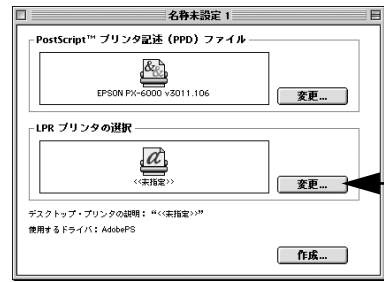 名称未設定 1
PostScript™ プリンタ記述（PPD）ファイル
EPSON PX-6000 v3011.106
変更...
LPR プリンタの選択
<<未指定>>
変更...
デスクトップ・プリンタの説明： “<<未指定>>”
使用するドライバ： AdobePS
作成...